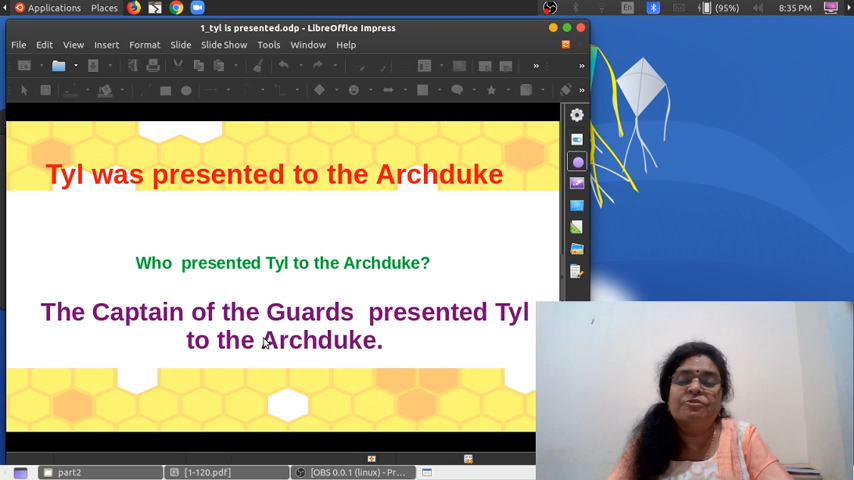 Applications Places En (95%) 8:35 PM
1_tyl is presented.odp - LibreOffice Impress
File Edit View Insert Format Slide Slide Show Tools Window Help
Tyl was presented to the Archduke
Who presented Tyl to the Archduke?
The Captain of the Guards presented Tyl
to the Archduke.
part2 [1-120.pdf] [OBS 0.0.1 (linux) - Pr...